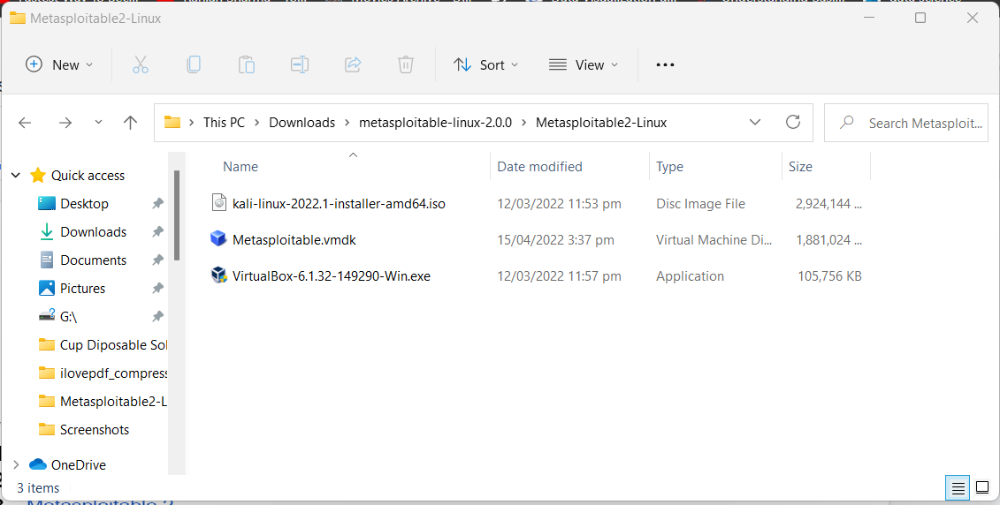 Metasploitable2-Linux
New
Sort
View
This PC
Downloads
metasploitable-linux-2.0.0
Metasploitable2-Linux
Search Metasploit...
Quick access
Desktop
Downloads
Documents
Pictures
G:\
Cup Diposable Sol
ilovepdf_compress
Metasploitable2-L
Screenshots
OneDrive
Name Date modified Type Size
kali-linux-2022.1-installer-amd64.iso 12/03/2022 11:53 pm Disc Image File 2,924,144 ...
Metasploitable.vmdk 15/04/2022 3:37 pm Virtual Machine Di... 1,881,024 ...
VirtualBox-6.1.32-149290-Win.exe 12/03/2022 11:57 pm Application 105,756 KB
3 items
Metasploitable 2